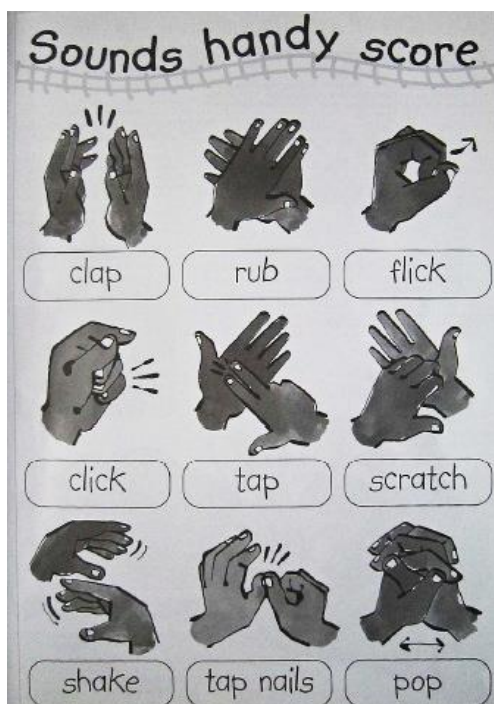 Sounds handy score
clap rub flick
click tap scratch
shake tap nails pop